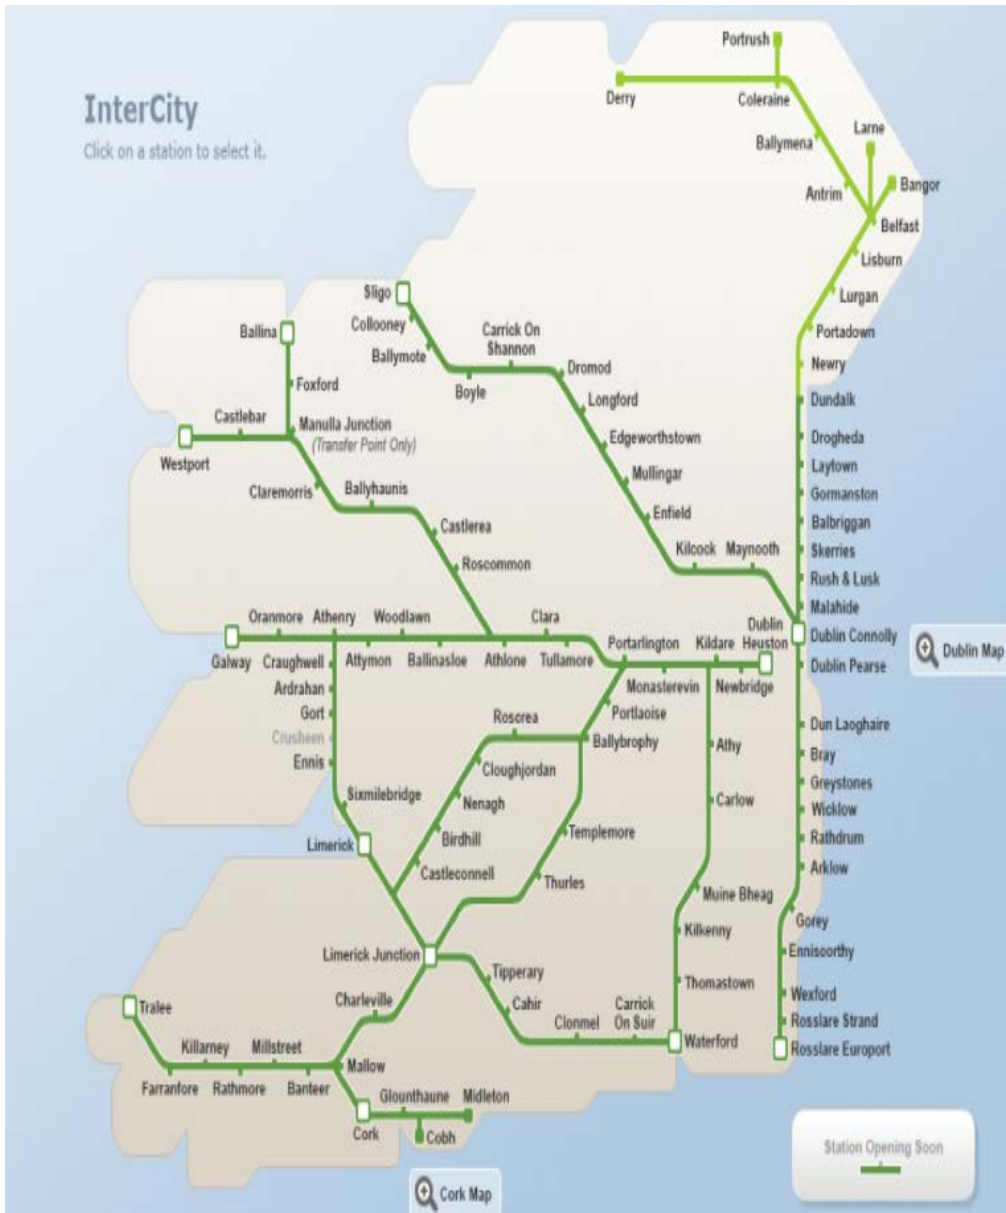 InterCity
Click on a station to select it.
Portrush
Derry
Coleraine
Ballymena
Larne
Antrim
Bangor
Belfast
Lisburn
Lurgan
Portadown
Newry
Dundalk
Drogheda
Laytown
Gormanston
Balbriggan
Skerries
Rush & Lusk
Malahide
Dublin Connolly
Dublin Pearse
Dun Laoghaire
Bray
Greystones
Wicklow
Rathdrum
Arklow
Gorey
Enniscorthy
Wexford
Rosslare Strand
Rosslare Europort
Sligo
Collooney
Ballymote
Boyle
Carrick On
Shannon
Dromod
Longford
Edgeworthstown
Mullingar
Enfield
Kilcock
Maynooth
Ballina
Foxford
Castlebar
Westport
Manulla Junction
(Transfer Point Only)
Claremorris
Ballyhaunis
Castlerea
Roscommon
Oranmore
Athenry
Woodlawn
Clara
Galway
Attymon
Ballinasloe
Athlone
Tullamore
Portarlington
Kildare
Dublin
Heuston
Monasterevin
Newbridge
Craughwell
Ardrahan
Gort
Crusheen
Ennis
Sixmilebridge
Limerick
Portlaoise
Roscrea
Ballybrophy
Cloughjordan
Nenagh
Birdhill
Castleconnell
Templemore
Thurles
Athy
Carlow
Muine Bheag
Kilkenny
Thomastown
Waterford
Limerick Junction
Tipperary
Cahir
Clonmel
Carrick
On Suir
Charleville
Tralee
Killarney
Millstreet
Mallow
Farranfore
Rathmore
Banteer
Glounthaune
Midleton
Cork
Cobh
Dublin Map
Cork Map
Station Opening Soon